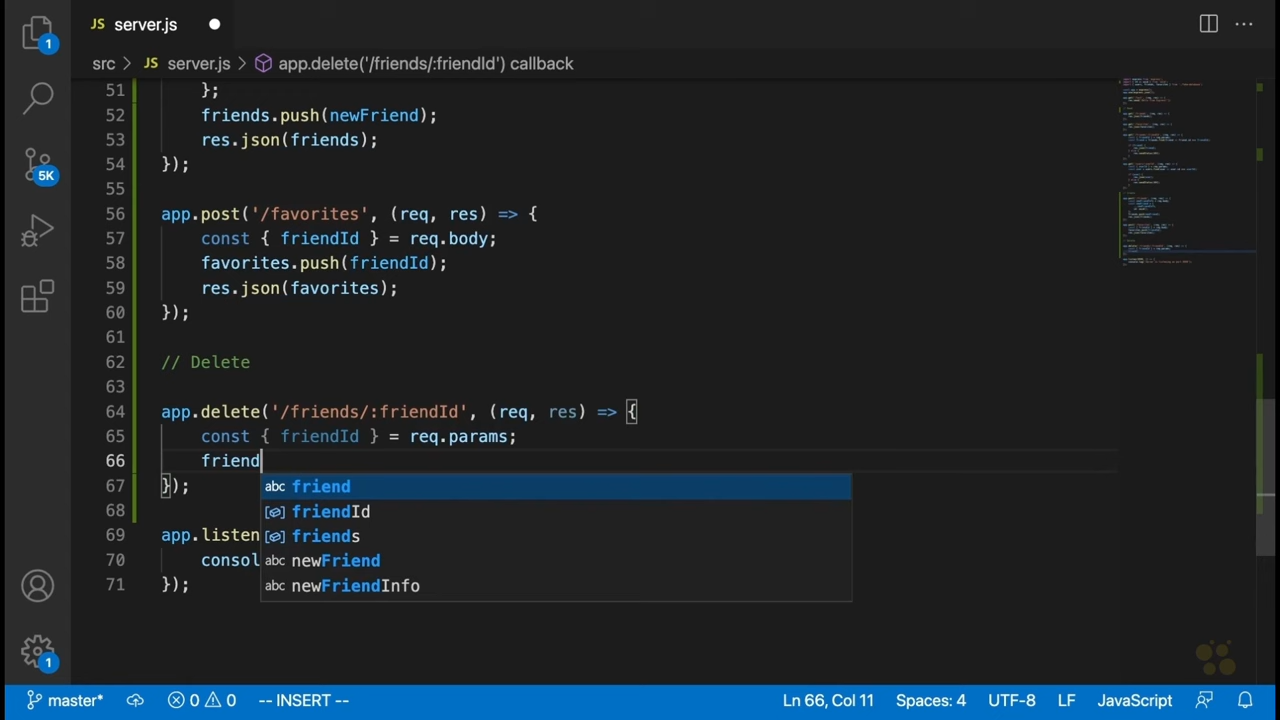 JS server.js
src > JS server.js > app.delete('/friends/:friendId') callback
1
5K
1
51 };
52 friends.push(newFriend);
53 res.json(friends);
54 });
55
56 app.post('/favorites', (req, res) => {
57 const { friendId } = req.body;
58 favorites.push(friendId);
59 res.json(favorites);
60 });
61
62 // Delete
63
64 app.delete('/friends/:friendId', (req, res) => {
65 const { friendId } = req.params;
66 friend
67 });
abc friend
68
friendId
69 app.listen
friends
70 consol
abc newFriend
71 });
abc newFriendInfo
master* 0 0 -- INSERT -- Ln 66, Col 11 Spaces: 4 UTF-8 LF JavaScript